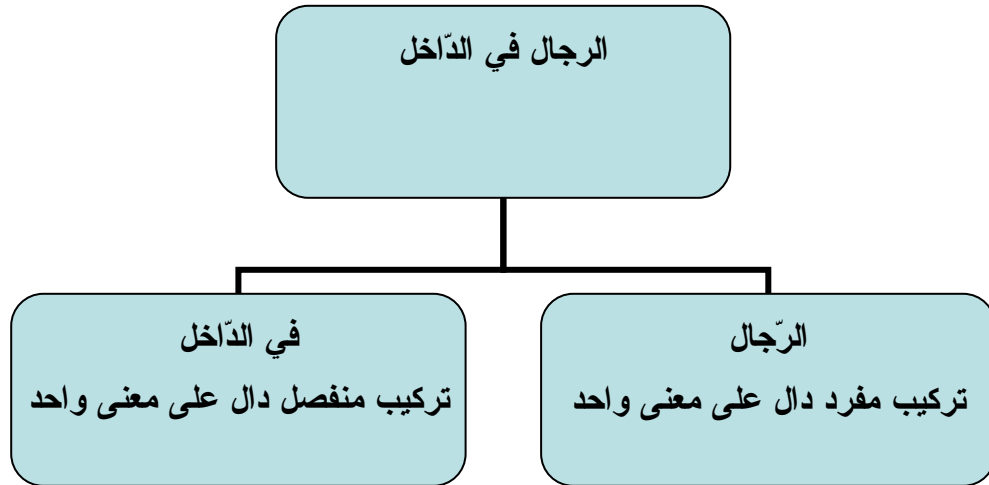 الرجال في الدّاخل
الرّجال
تركيب مفرد دال على معنى واحد
في الدّاخل
تركيب منفصل دال على معنى واحد